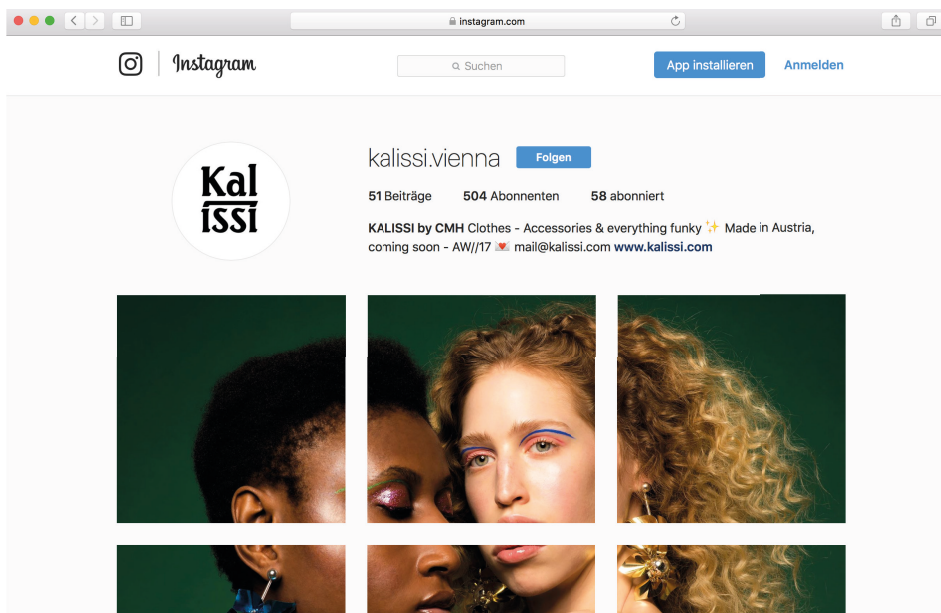 instagram.com
Instagram
Suchen
App installieren
Anmelden
Kal
ISSI
kalissi.vienna
Folgen
51 Beiträge 504 Abonnenten 58 abonniert
KALISSI by CMH Clothes - Accessories & everything funky ✨ Made in Austria,
coming soon - AW//17 💌 mail@kalissi.com www.kalissi.com